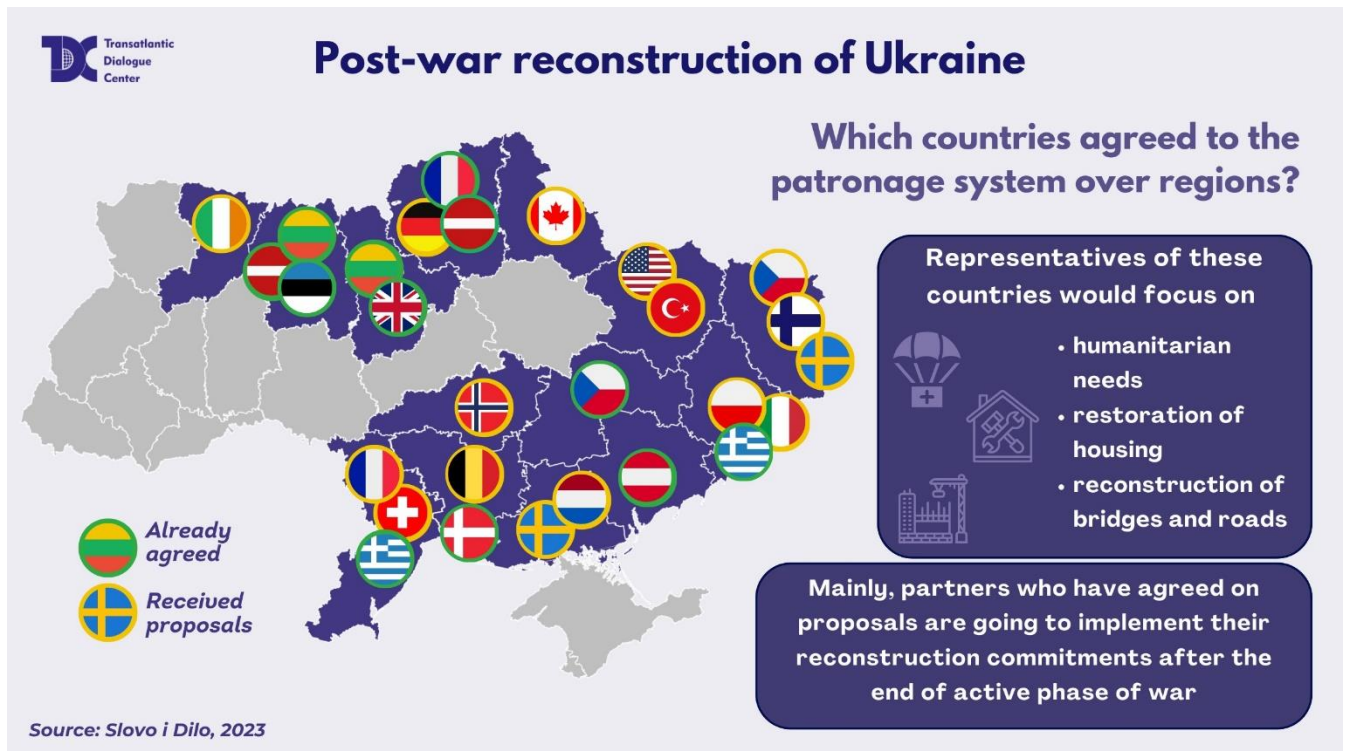 Transatlantic
Dialogue
Center
Post-war reconstruction of Ukraine
Which countries agreed to the
patronage system over regions?
Representatives of these
countries would focus on
• humanitarian
needs
• restoration of
housing
• reconstruction of
bridges and roads
Already
agreed
Received
proposals
Mainly, partners who have agreed on
proposals are going to implement their
reconstruction commitments after the
end of active phase of war
Source: Slovo i Dilo, 2023